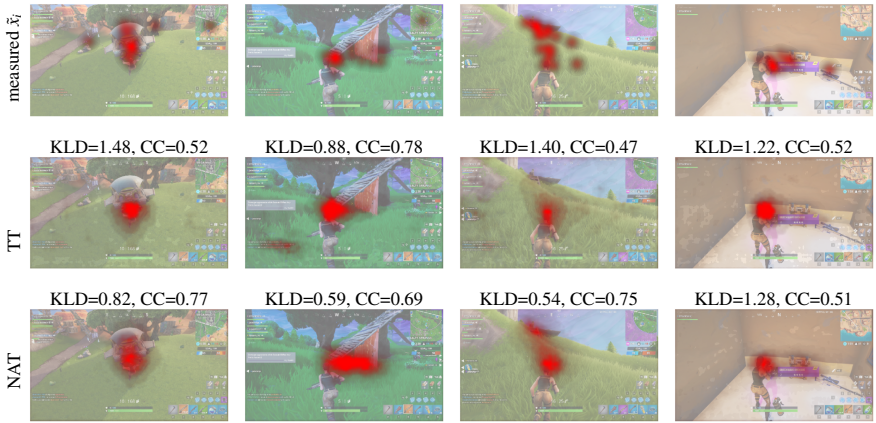 measured x̃ᵢ
KLD=1.48, CC=0.52 KLD=0.88, CC=0.78 KLD=1.40, CC=0.47 KLD=1.22, CC=0.52
TT
KLD=0.82, CC=0.77 KLD=0.59, CC=0.69 KLD=0.54, CC=0.75 KLD=1.28, CC=0.51
NAT